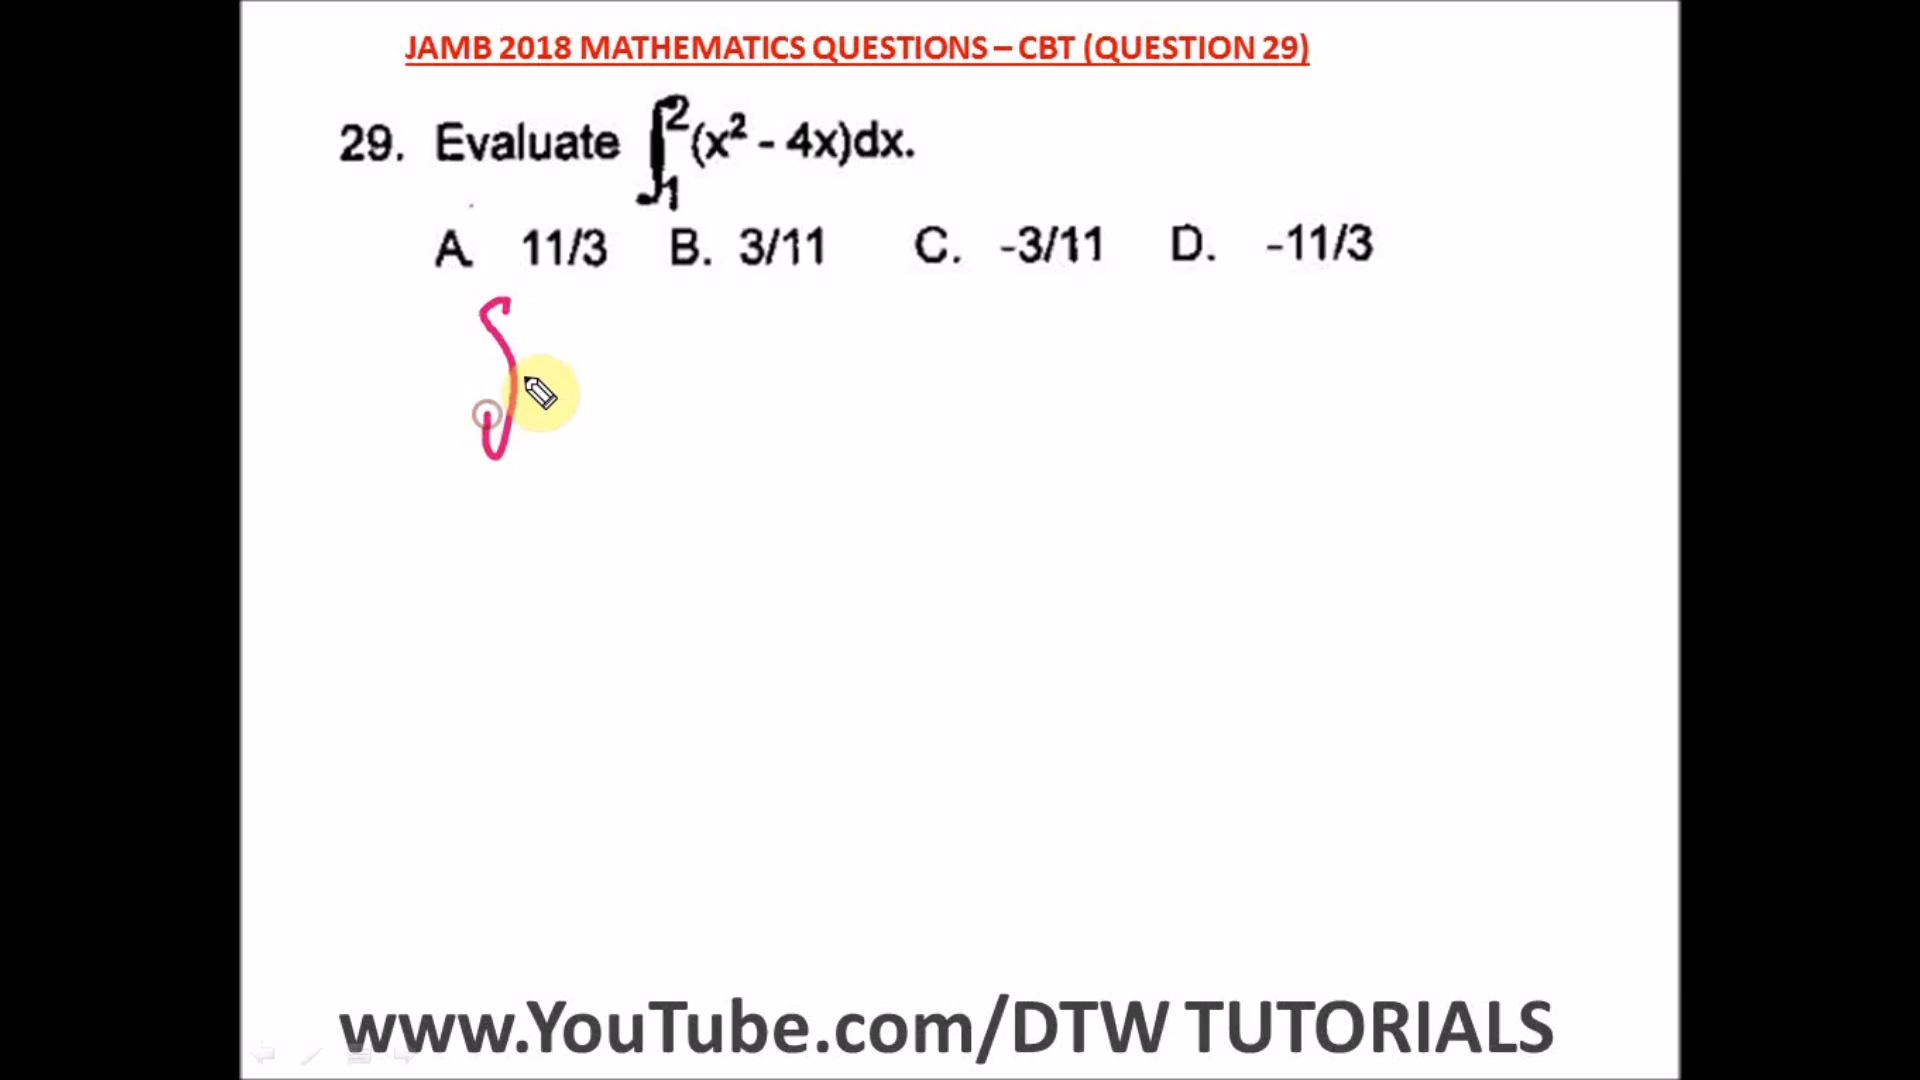 JAMB 2018 MATHEMATICS QUESTIONS – CBT (QUESTION 29)
29. Evaluate ∫₁²(x² - 4x)dx.
A. 11/3 B. 3/11 C. -3/11 D. -11/3
∫
www.YouTube.com/DTW TUTORIALS